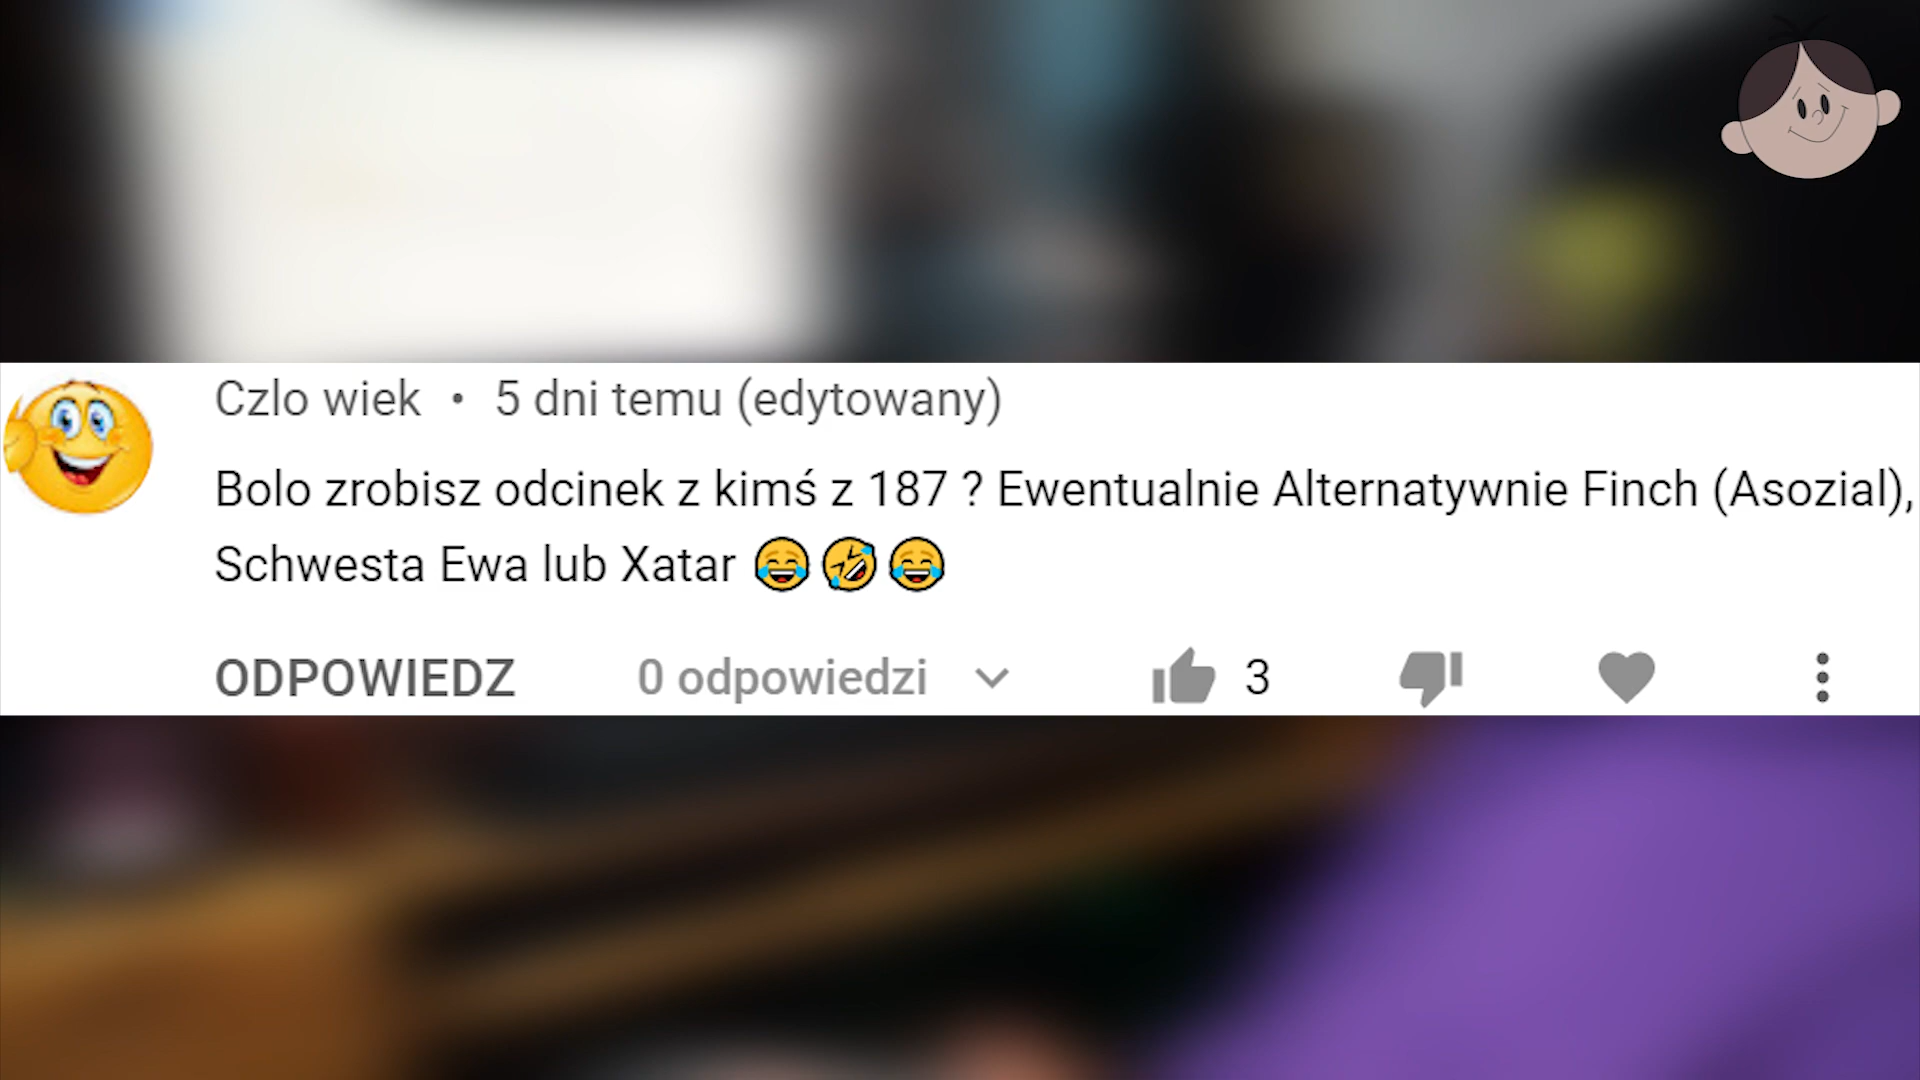 Czlo wiek • 5 dni temu (edytowany)
Bolo zrobisz odcinek z kimś z 187 ? Ewentualnie Alternatywnie Finch (Asozial),
Schwesta Ewa lub Xatar 😂🤣😂
ODPOWIEDZ 0 odpowiedzi 3